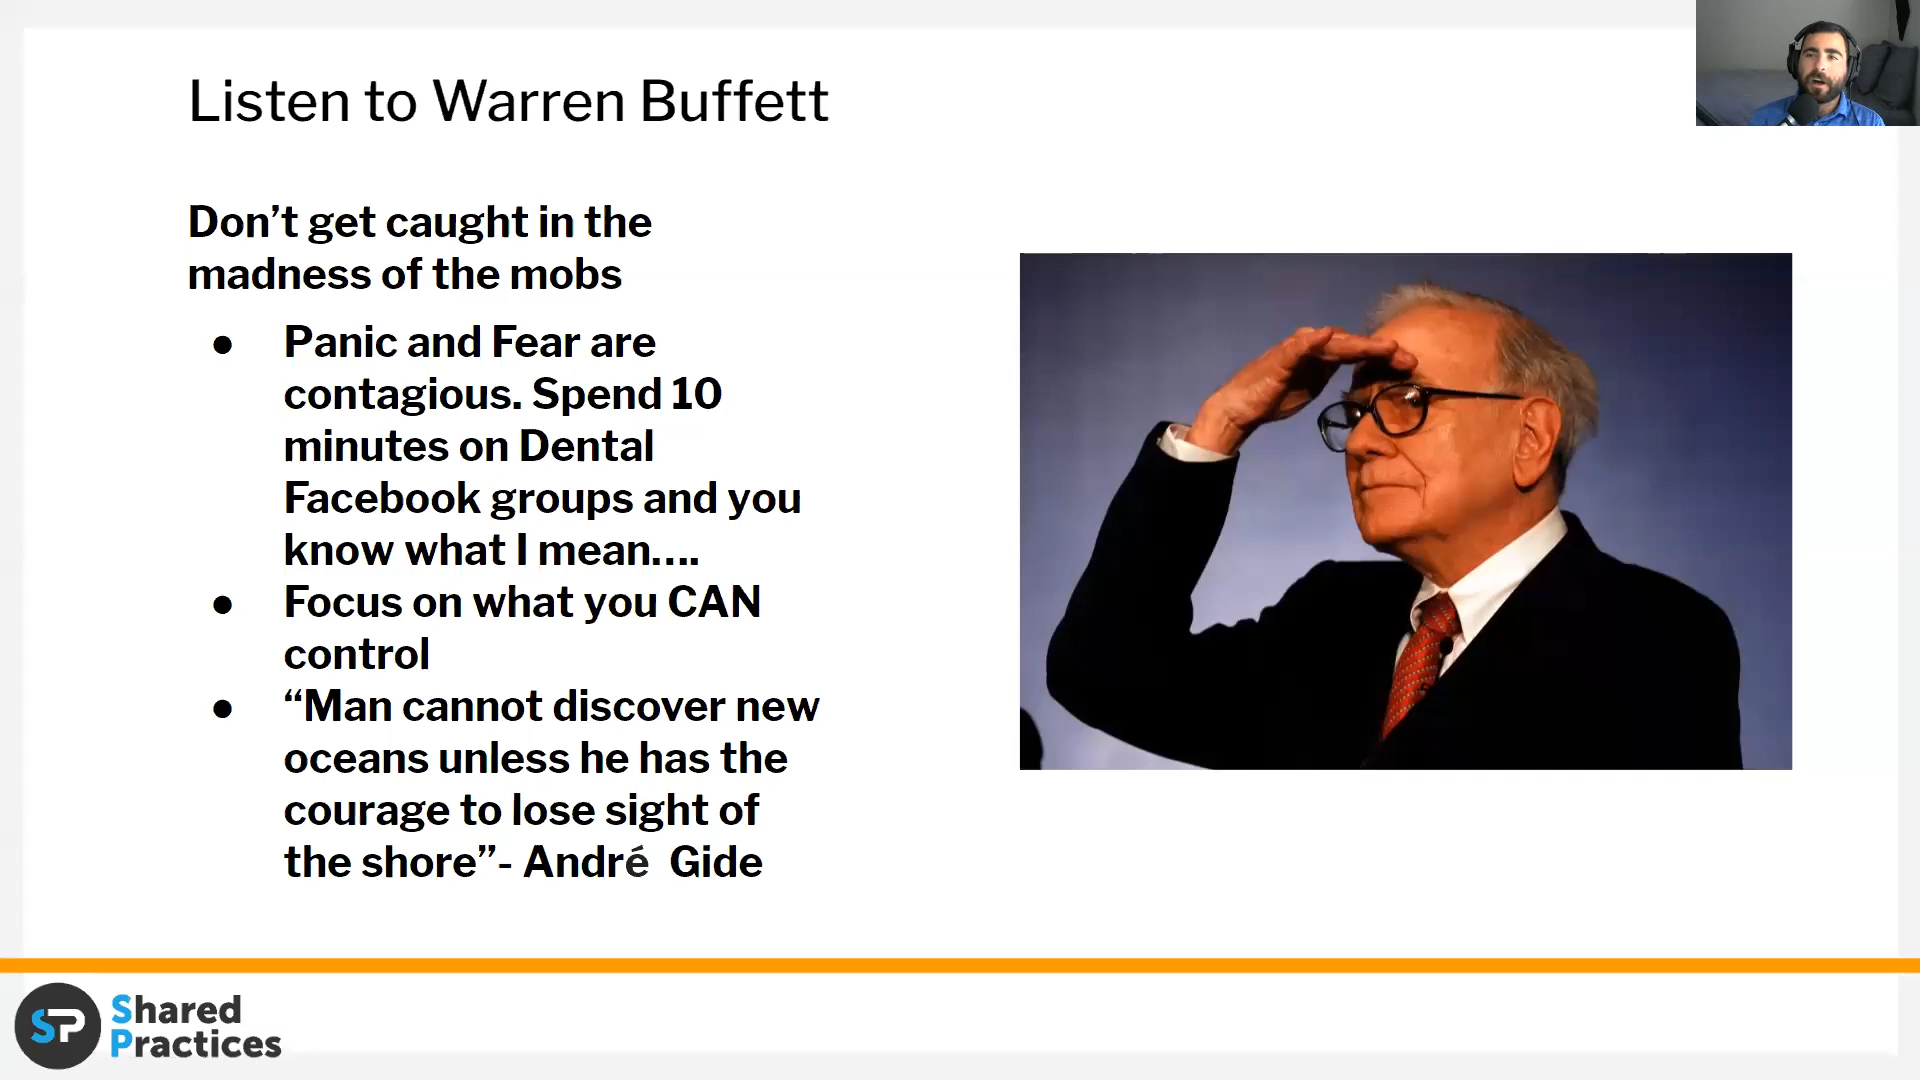 Listen to Warren Buffett
Don’t get caught in the
madness of the mobs
● Panic and Fear are
contagious. Spend 10
minutes on Dental
Facebook groups and you
know what I mean….
● Focus on what you CAN
control
● “Man cannot discover new
oceans unless he has the
courage to lose sight of
the shore”- André  Gide
SP
Shared
Practices